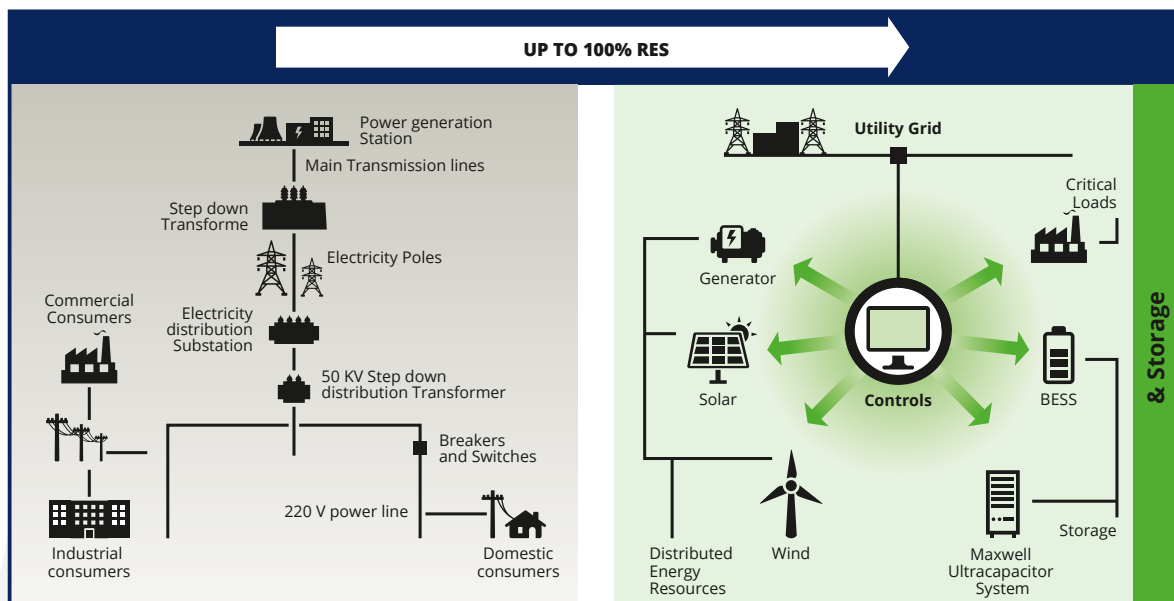 UP TO 100% RES
Power generation
Station
Main Transmission lines
Step down
Transforme
Electricity Poles
Commercial
Consumers
Electricity
distribution
Substation
50 KV Step down
distribution Transformer
Breakers
and Switches
220 V power line
Industrial
consumers
Domestic
consumers
Utility Grid
Critical
Loads
Generator
Solar
Controls
BESS
Distributed
Energy
Resources
Wind
Maxwell
Ultracapacitor
System
Storage
& Storage